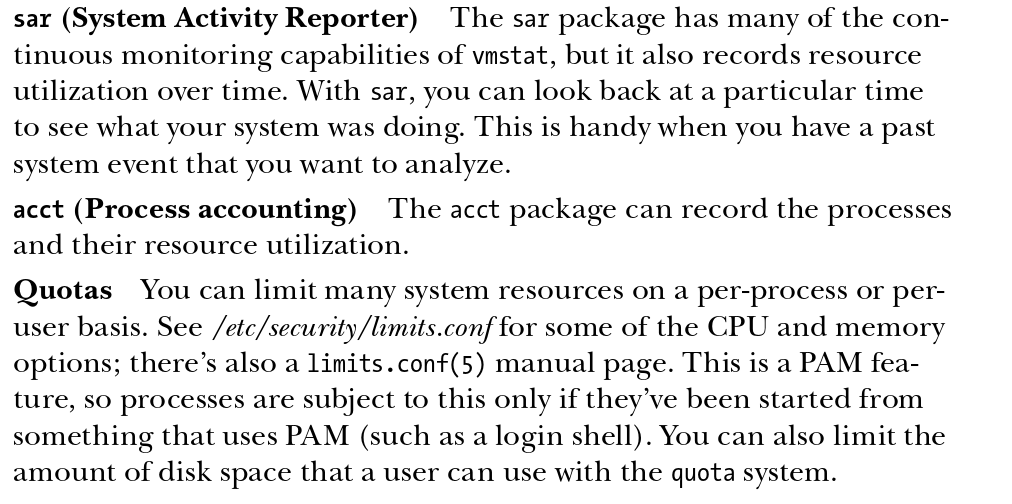 sar (System Activity Reporter) The sar package has many of the con-
tinuous monitoring capabilities of vmstat, but it also records resource
utilization over time. With sar, you can look back at a particular time
to see what your system was doing. This is handy when you have a past
system event that you want to analyze.
acct (Process accounting) The acct package can record the processes
and their resource utilization.
Quotas You can limit many system resources on a per-process or per-
user basis. See /etc/security/limits.conf for some of the CPU and memory
options; there’s also a limits.conf(5) manual page. This is a PAM fea-
ture, so processes are subject to this only if they’ve been started from
something that uses PAM (such as a login shell). You can also limit the
amount of disk space that a user can use with the quota system.